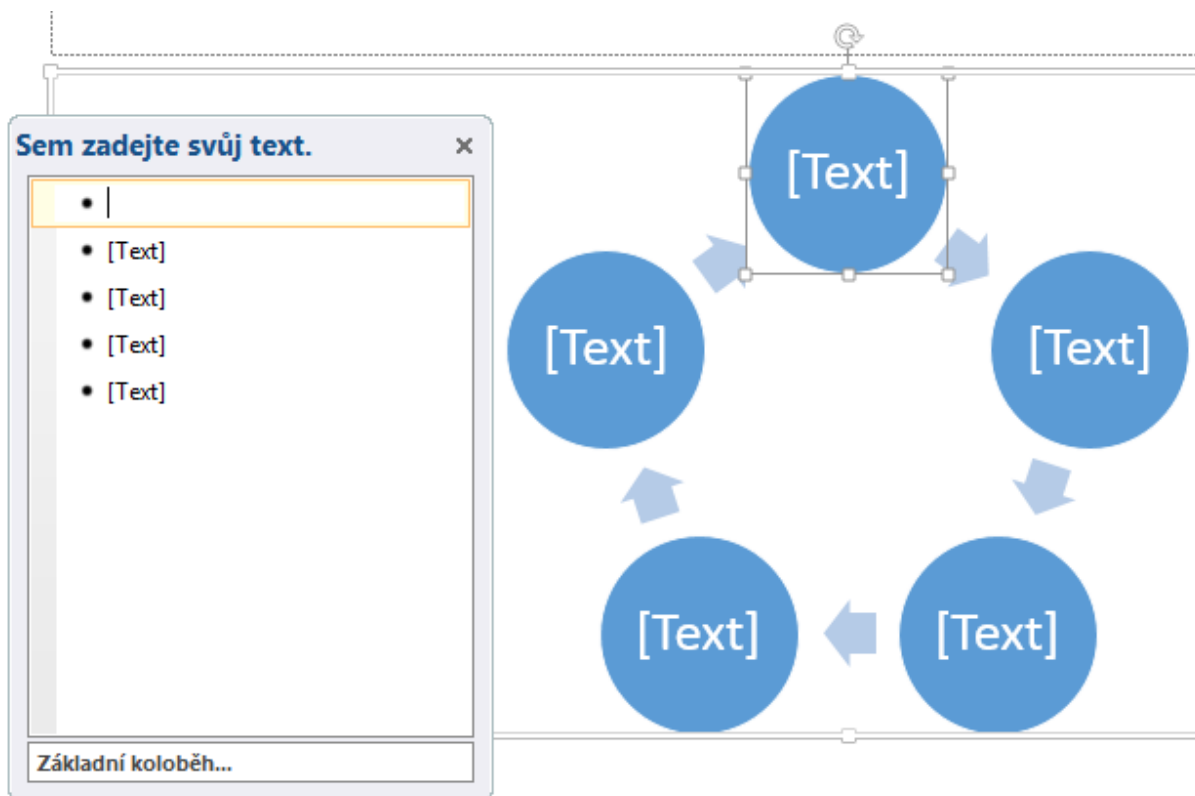 Sem zadejte svůj text.
•
• [Text]
• [Text]
• [Text]
• [Text]
Základní koloběh...
[Text]
[Text]
[Text]
[Text]
[Text]